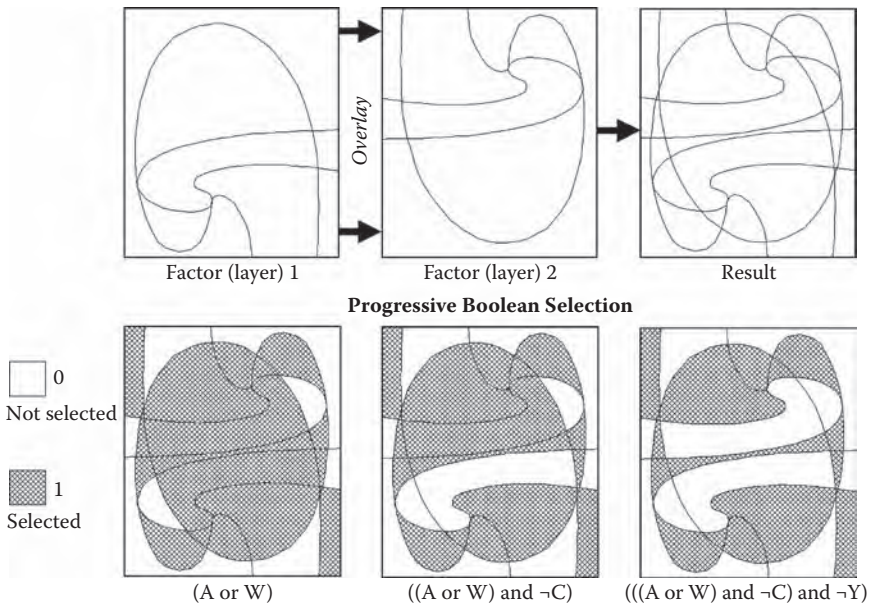 Overlay
Factor (layer) 1
Factor (layer) 2
Result
Progressive Boolean Selection
0
Not selected
1
Selected
(A or W)
((A or W) and ¬C)
(((A or W) and ¬C) and ¬Y)